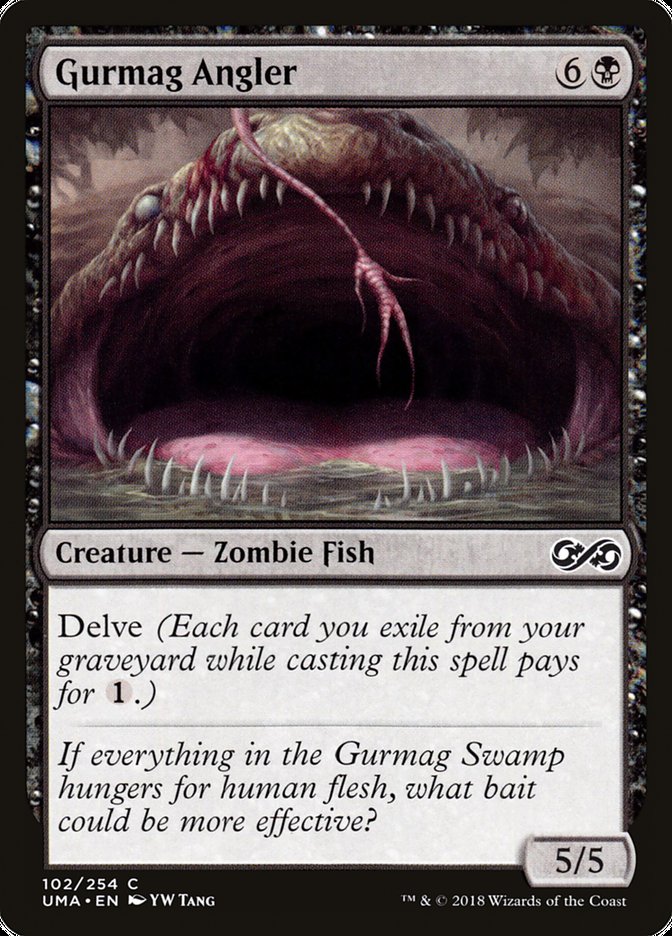 Gurmag Angler 6
Creature — Zombie Fish
Delve (Each card you exile from your
graveyard while casting this spell pays
for 1.)
If everything in the Gurmag Swamp
hungers for human flesh, what bait
could be more effective?
5/5
102/254 C
UMA • EN YW Tang
™ & © 2018 Wizards of the Coast